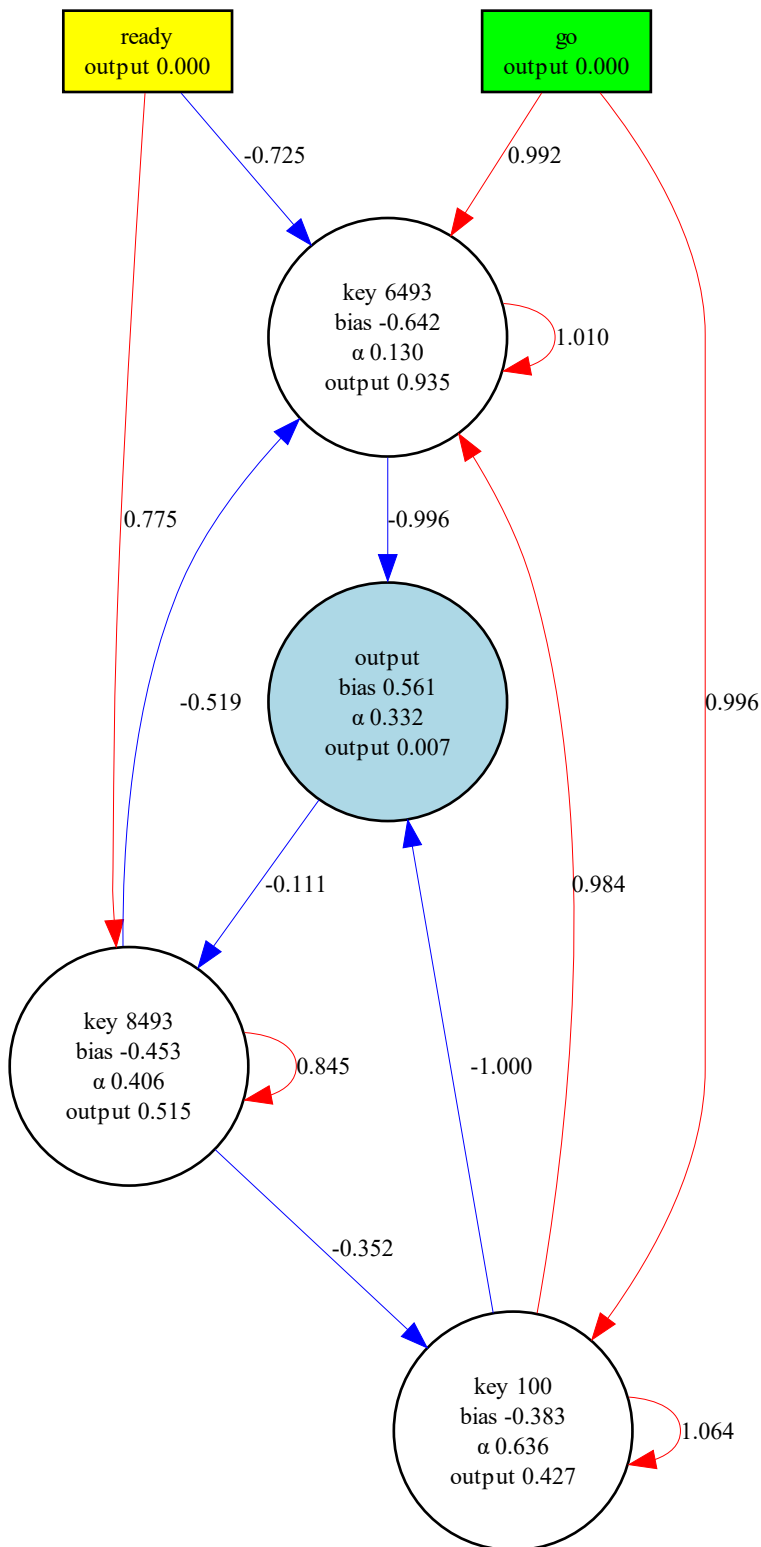 ready
output 0.000
go
output 0.000
-0.725
0.992
key 6493
bias -0.642
α 0.130
output 0.935
1.010
0.775
-0.996
-0.519
output
bias 0.561
α 0.332
output 0.007
0.996
-0.111
0.984
key 8493
bias -0.453
α 0.406
output 0.515
0.845
-1.000
-0.352
key 100
bias -0.383
α 0.636
output 0.427
1.064